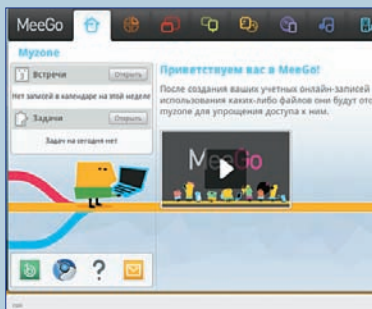 MeeGo
Myzone
Встречи
Открыть
Нет записей в календаре на этой неделе
Задачи
Открыть
Задач на сегодня нет
Приветствуем вас в MeeGo!
После создания ваших учетных онлайн-записей
использования каких-либо файлов они будут ото
myzone для упрощения доступа к ним.
MeeGo
?